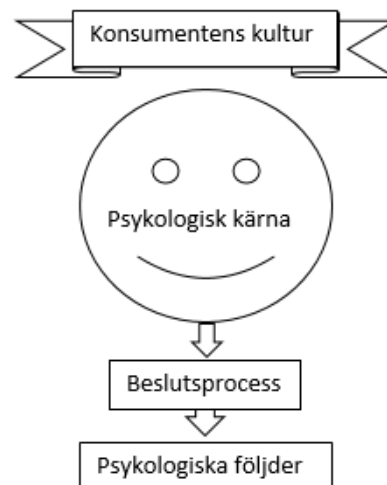 Konsumentens kultur
Psykologisk kärna
Beslutsprocess
Psykologiska följder